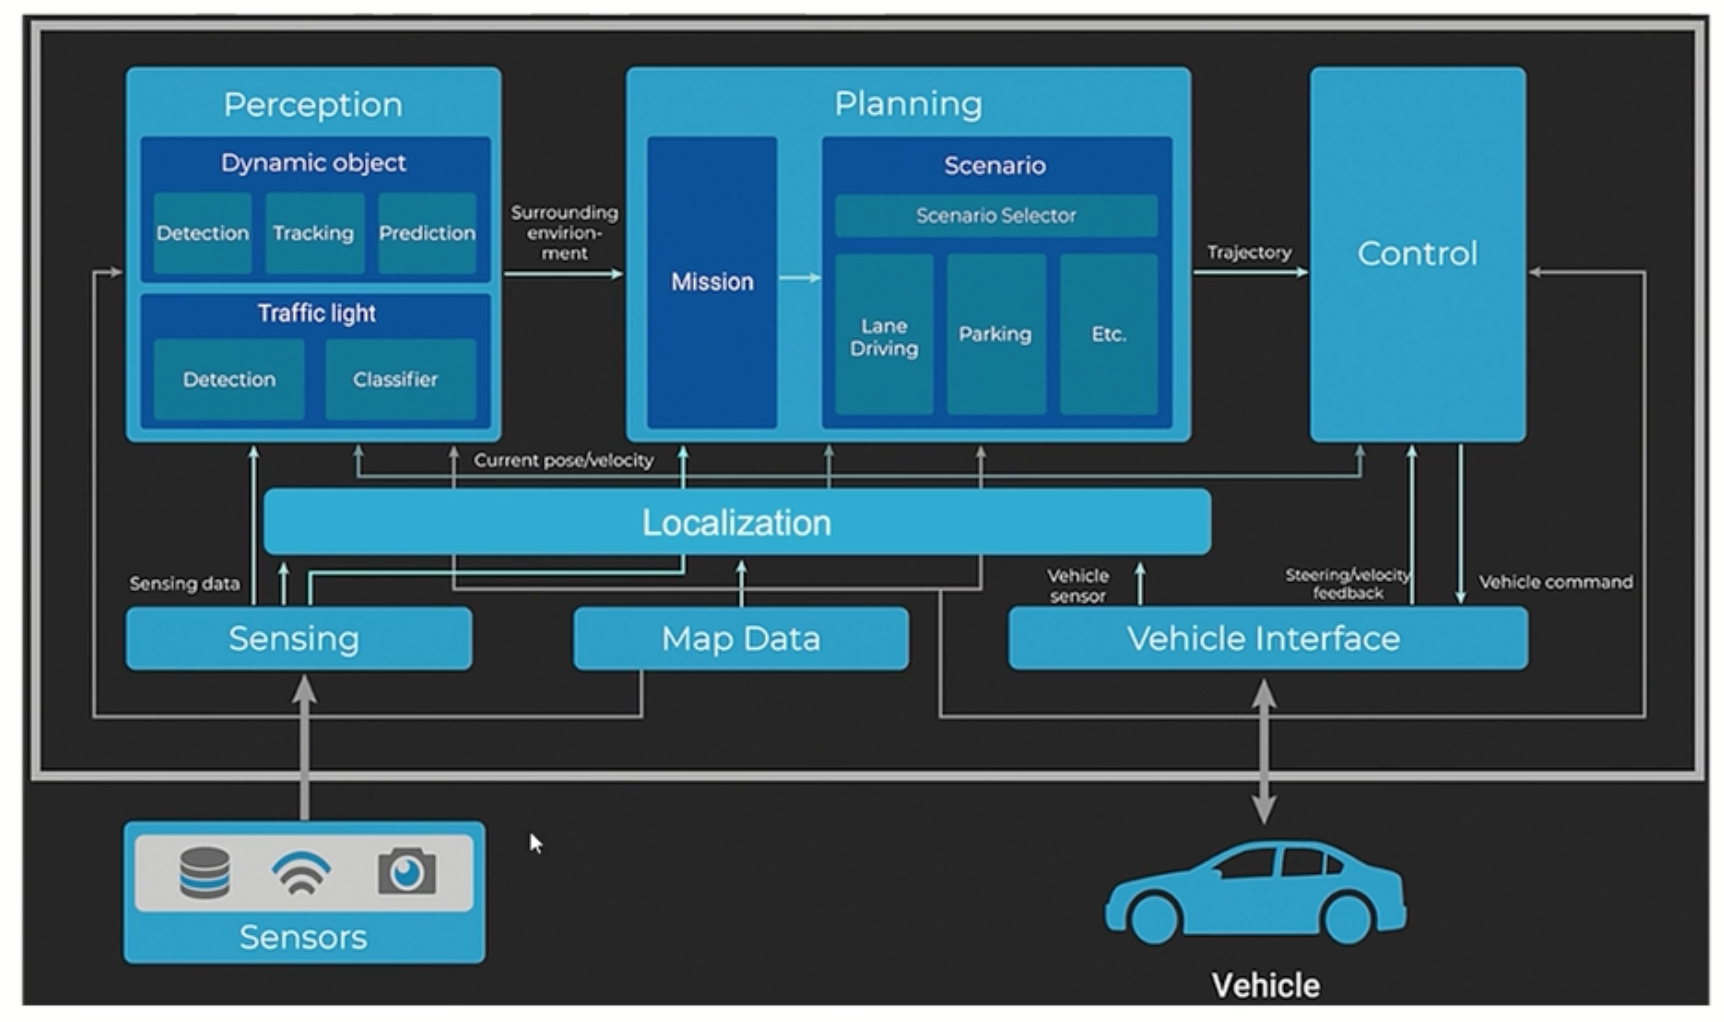 Perception
Dynamic object
Detection
Tracking
Prediction
Traffic light
Detection
Classifier
Surrounding
envirion-
ment
Planning
Mission
Scenario
Scenario Selector
Lane
Driving
Parking
Etc.
Trajectory
Control
Current pose/velocity
Localization
Sensing data
Vehicle
sensor
Steering/velocity
feedback
Vehicle command
Sensing
Map Data
Vehicle Interface
Sensors
Vehicle